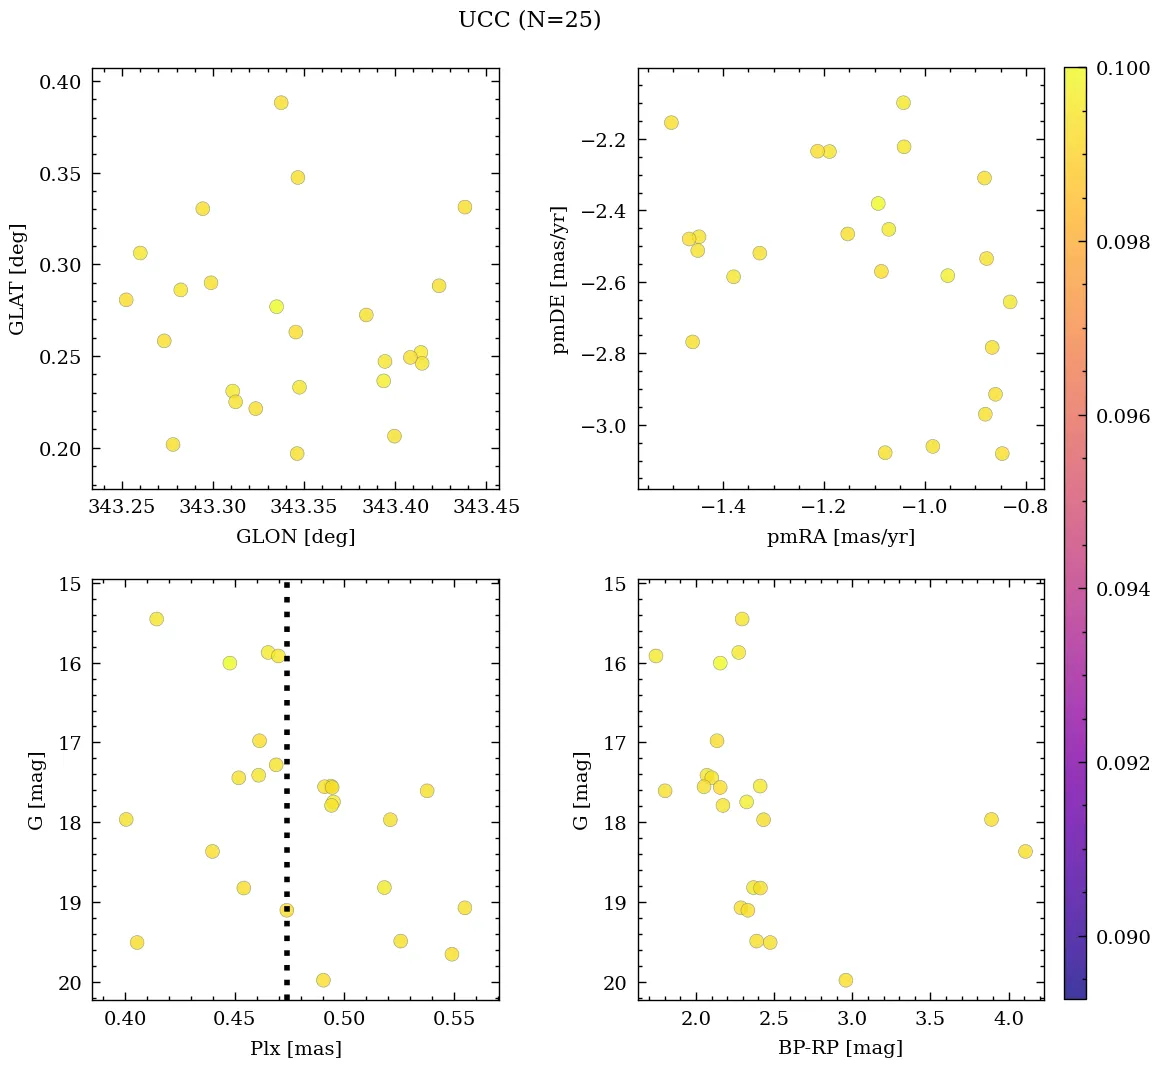 UCC (N=25)
0.40
0.35
0.30
0.25
0.20
GLAT [deg]
343.25 343.30 343.35 343.40 343.45
GLON [deg]
−2.2
−2.4
−2.6
−2.8
−3.0
pmDE [mas/yr]
−1.4 −1.2 −1.0 −0.8
pmRA [mas/yr]
0.100
0.098
0.096
0.094
0.092
0.090
15
16
17
18
19
20
G [mag]
0.40 0.45 0.50 0.55
Plx [mas]
15
16
17
18
19
20
G [mag]
2.0 2.5 3.0 3.5 4.0
BP-RP [mag]